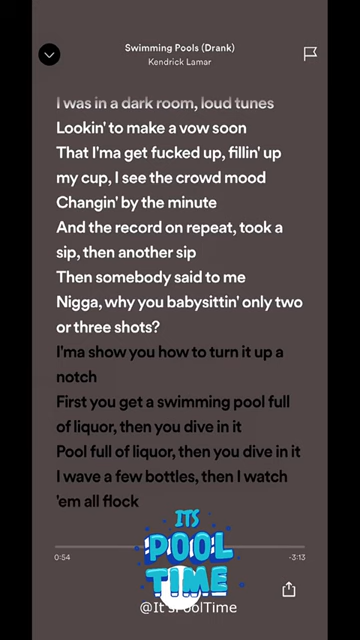 Swimming Pools (Drank)
Kendrick Lamar
I was in a dark room, loud tunes
Lookin' to make a vow soon
That I'ma get fucked up, fillin' up
my cup, I see the crowd mood
Changin' by the minute
And the record on repeat, took a
sip, then another sip
Then somebody said to me
Nigga, why you babysittin' only two
or three shots?
I'ma show you how to turn it up a
notch
First you get a swimming pool full
of liquor, then you dive in it
Pool full of liquor, then you dive in it
I wave a few bottles, then I watch
'em all flock
ITS
POOL
TIME
0:54
-3:13
@It'sPoolTime